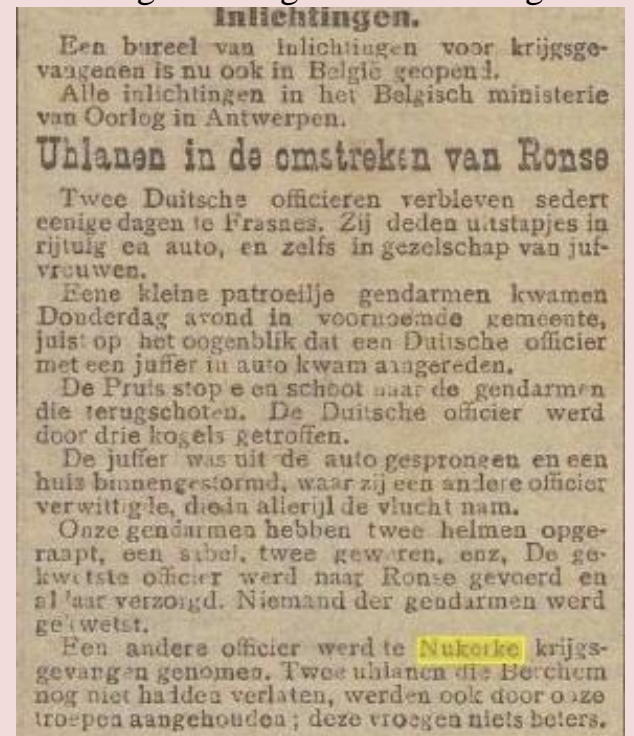 Inlichtingen.
Een bureel van inlichtingen voor krijgsge-
vangenen is nu ook in België geopend.
Alle inlichtingen in het Belgisch ministerie
van Oorlog in Antwerpen.
Uhlanen in de omstreken van Ronse
Twee Duitsche officieren verbleven sedert
eenige dagen te Frasnes. Zij deden uitstapjes in
rijtuig en auto, en zelfs in gezelschap van juf-
vrouwen.
Eene kleine patroeilje gendarmen kwamen
Donderdag avond in voornoemde gemeente,
juist op het oogenblik dat een Duitsche officier
met een juffer in auto kwam aangereden.
De Pruis stopte en schoot naar de gendarmen
die terugschoten. De Duitsche officier werd
door drie kogels getroffen.
De juffer was uit de auto gesprongen en een
huis binnengestormd, waar zij een andere officier
verwittigde, die in allerijl de vlucht nam.
Onze gendarmen hebben twee helmen opge-
raapt, een sabel, twee geweren, enz. De ge-
kwetste officier werd naar Ronse gevoerd en
aldaar verzorgd. Niemand der gendarmen werd
gekwetst.
Een andere officier werd te Nukerke krijgs-
gevangen genomen. Twee uhlanen die Berchem
nog niet hadden verlaten, werden ook door onze
troepen aangehouden ; deze vroegen niets beters.